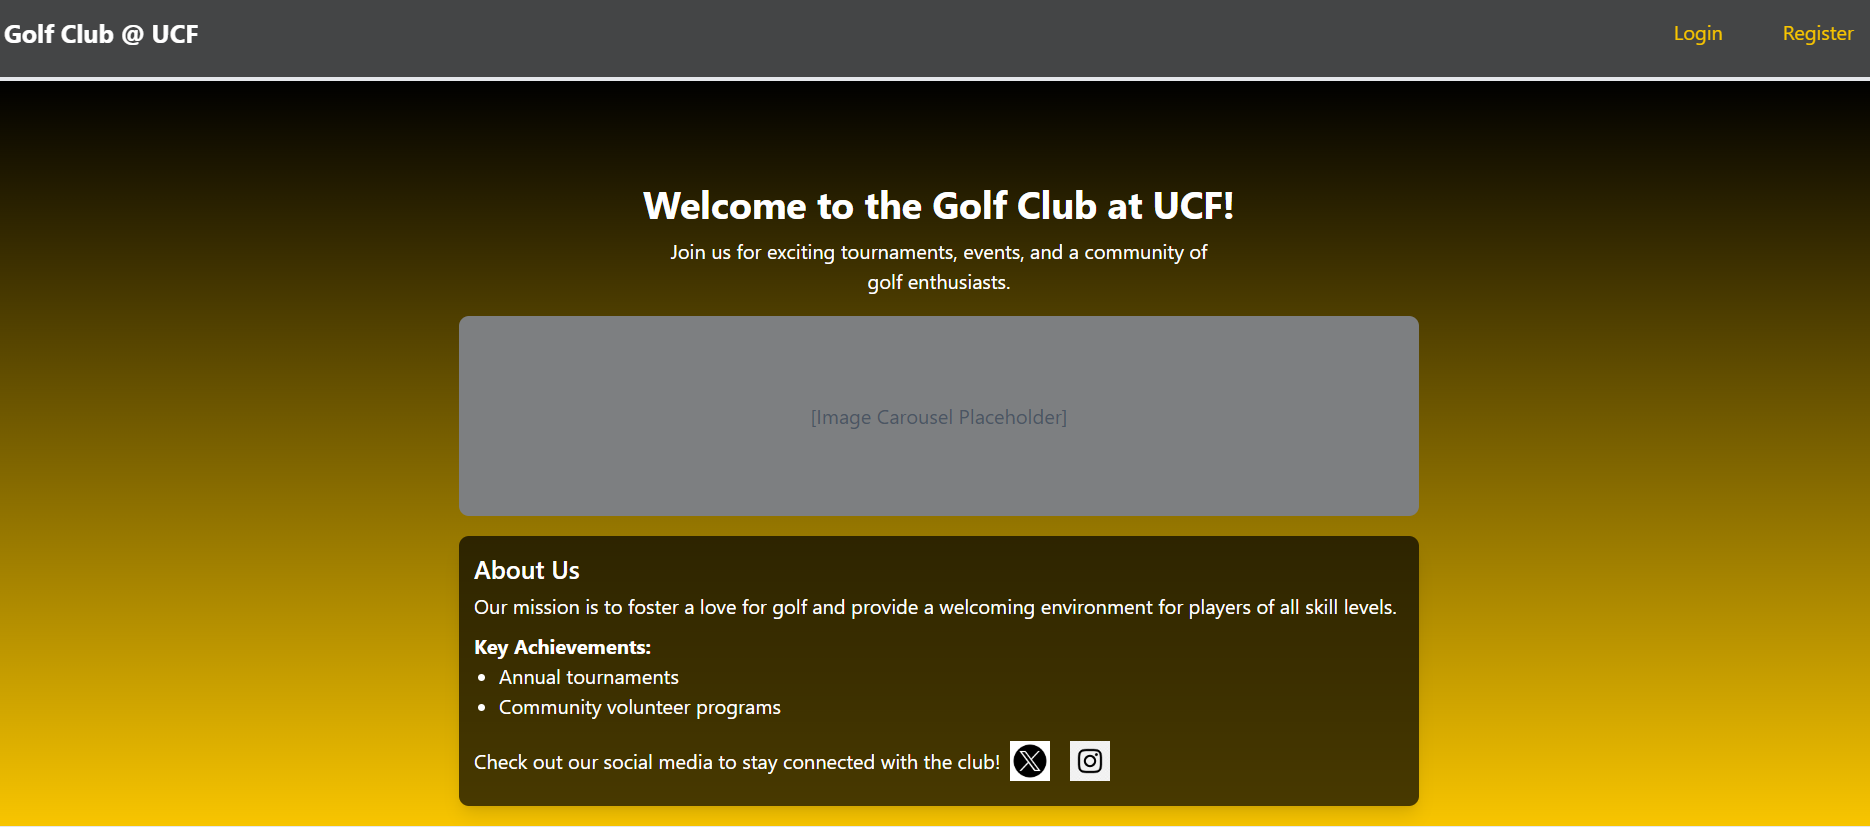 Golf Club @ UCF
Login
Register
Welcome to the Golf Club at UCF!
Join us for exciting tournaments, events, and a community of
golf enthusiasts.
[Image Carousel Placeholder]
About Us
Our mission is to foster a love for golf and provide a welcoming environment for players of all skill levels.
Key Achievements:
Annual tournaments
Community volunteer programs
Check out our social media to stay connected with the club!